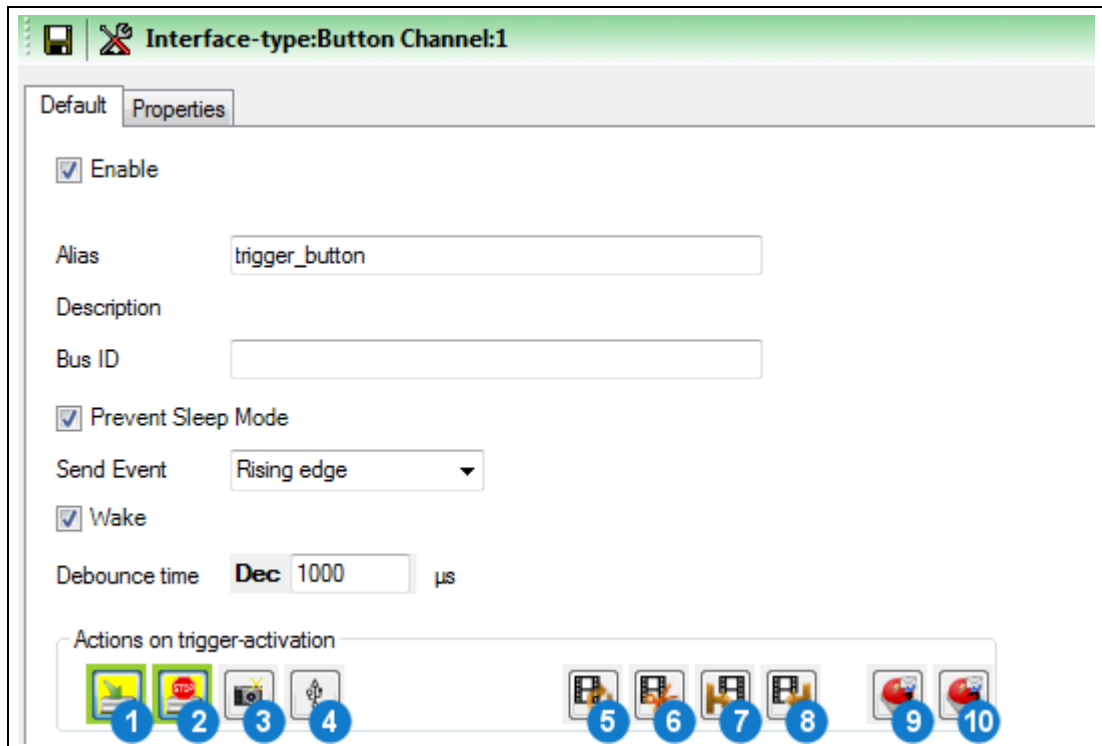 Interface-type:Button Channel:1
Default Properties
Enable
Alias trigger_button
Description
Bus ID
Prevent Sleep Mode
Send Event Rising edge
Wake
Debounce time Dec 1000 µs
Actions on trigger-activation
STOP
1 2 3 4 5 6 7 8 9 10